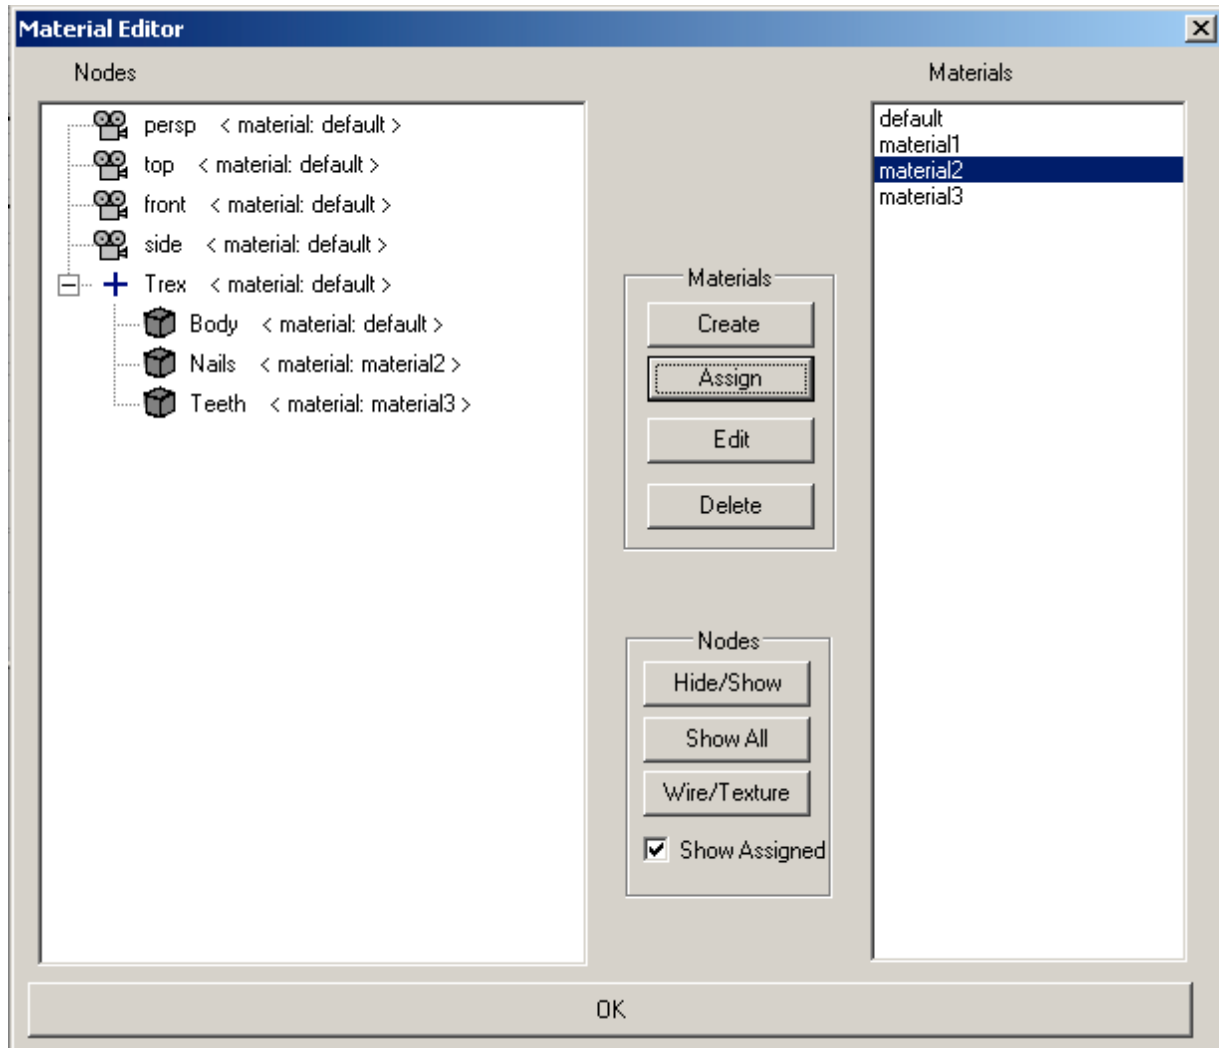 Material Editor
Nodes
Materials
persp < material: default >
top < material: default >
front < material: default >
side < material: default >
Trex < material: default >
Body < material: default >
Nails < material: material2 >
Teeth < material: material3 >
Materials
Create
Assign
Edit
Delete
Nodes
Hide/Show
Show All
Wire/Texture
Show Assigned
default
material1
material2
material3
OK